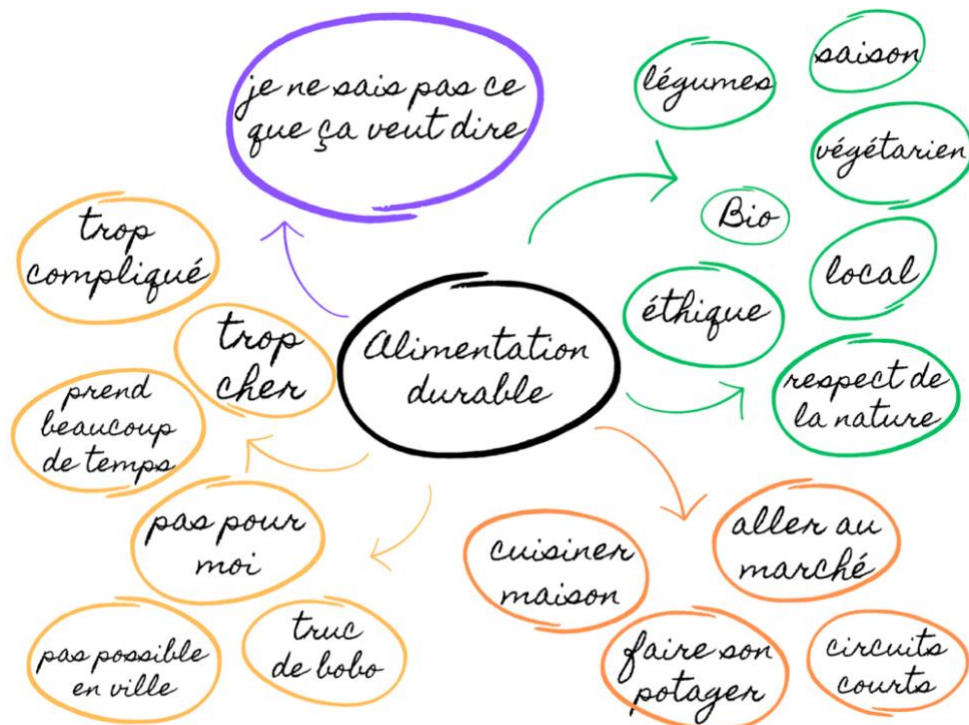 je ne sais pas ce
que ça veut dire
légumes
saison
végétarien
Bio
local
éthique
respect de
la nature
Alimentation
durable
trop
compliqué
trop
cher
prend
beaucoup
de temps
pas pour
moi
pas possible
en ville
truc
de bobo
cuisiner
maison
aller au
marché
faire son
potager
circuits
courts